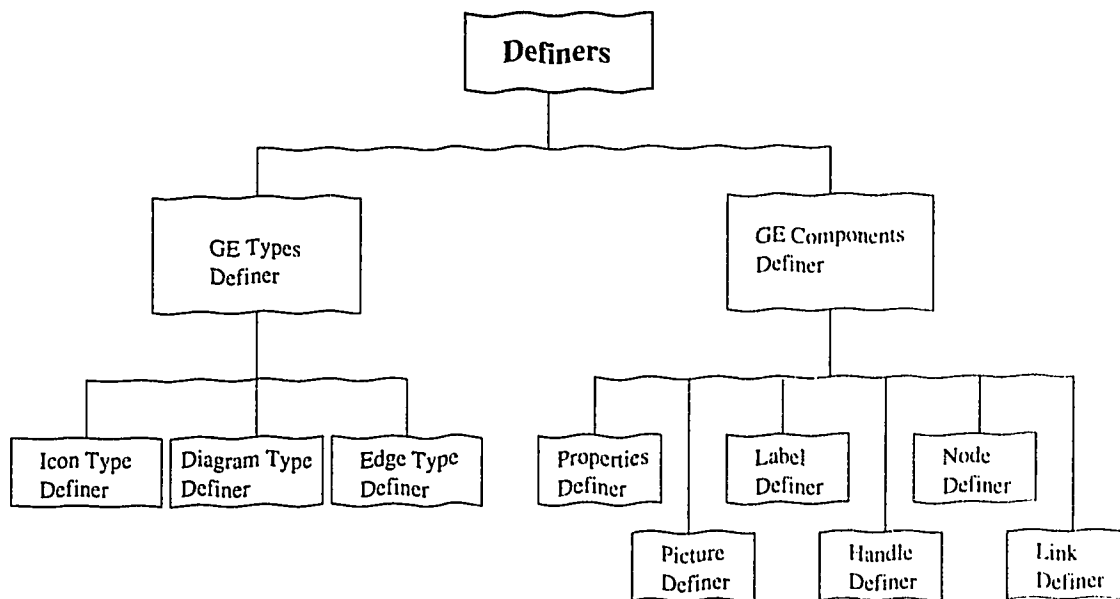 Definers
GE Types
Definer
GE Components
Definer
Icon Type
Definer
Diagram Type
Definer
Edge Type
Definer
Properties
Definer
Label
Definer
Node
Definer
Picture
Definer
Handle
Definer
Link
Definer